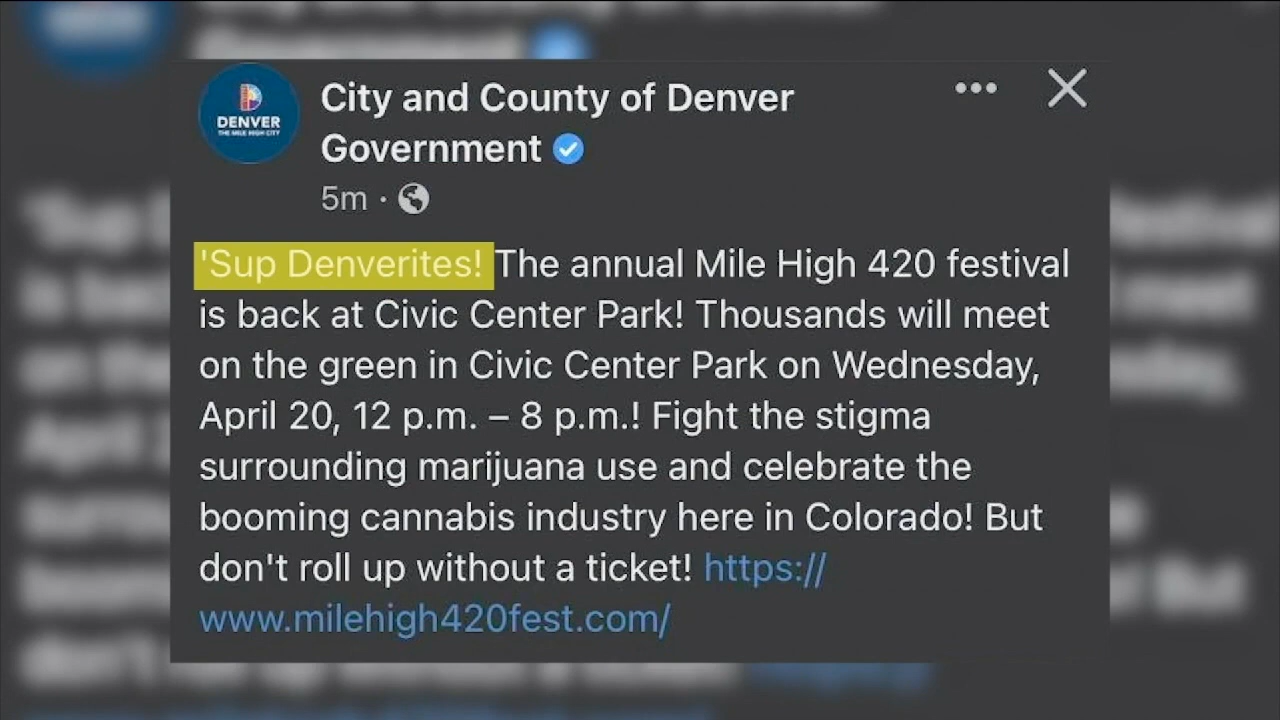 City and County of Denver
Government
5m ·
DENVER
THE MILE HIGH CITY
'Sup Denverites! The annual Mile High 420 festival
is back at Civic Center Park! Thousands will meet
on the green in Civic Center Park on Wednesday,
April 20, 12 p.m. – 8 p.m.! Fight the stigma
surrounding marijuana use and celebrate the
booming cannabis industry here in Colorado! But
don't roll up without a ticket! https://
www.milehigh420fest.com/